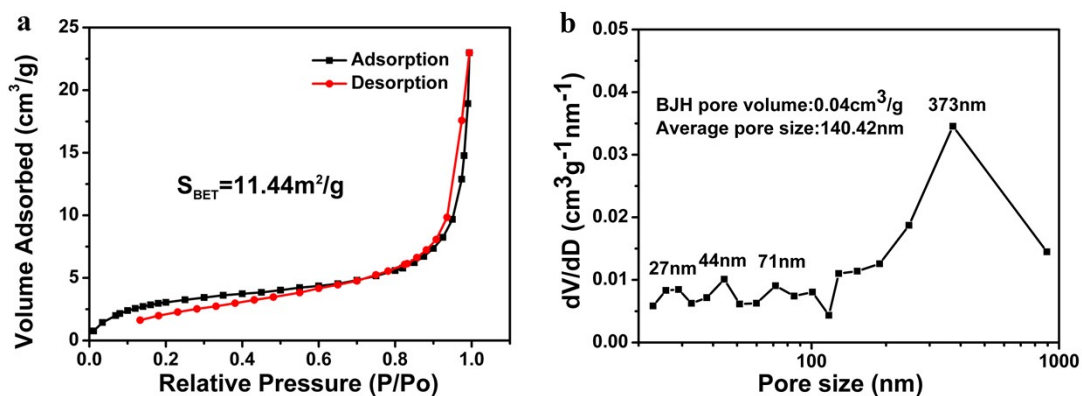 a
Volume Adsorbed (cm³/g)
25
20
15
10
5
0
Adsorption
Desorption
S_BET=11.44m²/g
0.0 0.2 0.4 0.6 0.8 1.0
Relative Pressure (P/Po)
b
dV/dD (cm³g⁻¹nm⁻¹)
0.05
0.04
0.03
0.02
0.01
0.00
BJH pore volume:0.04cm³/g
Average pore size:140.42nm
373nm
27nm
44nm
71nm
100 1000
Pore size (nm)